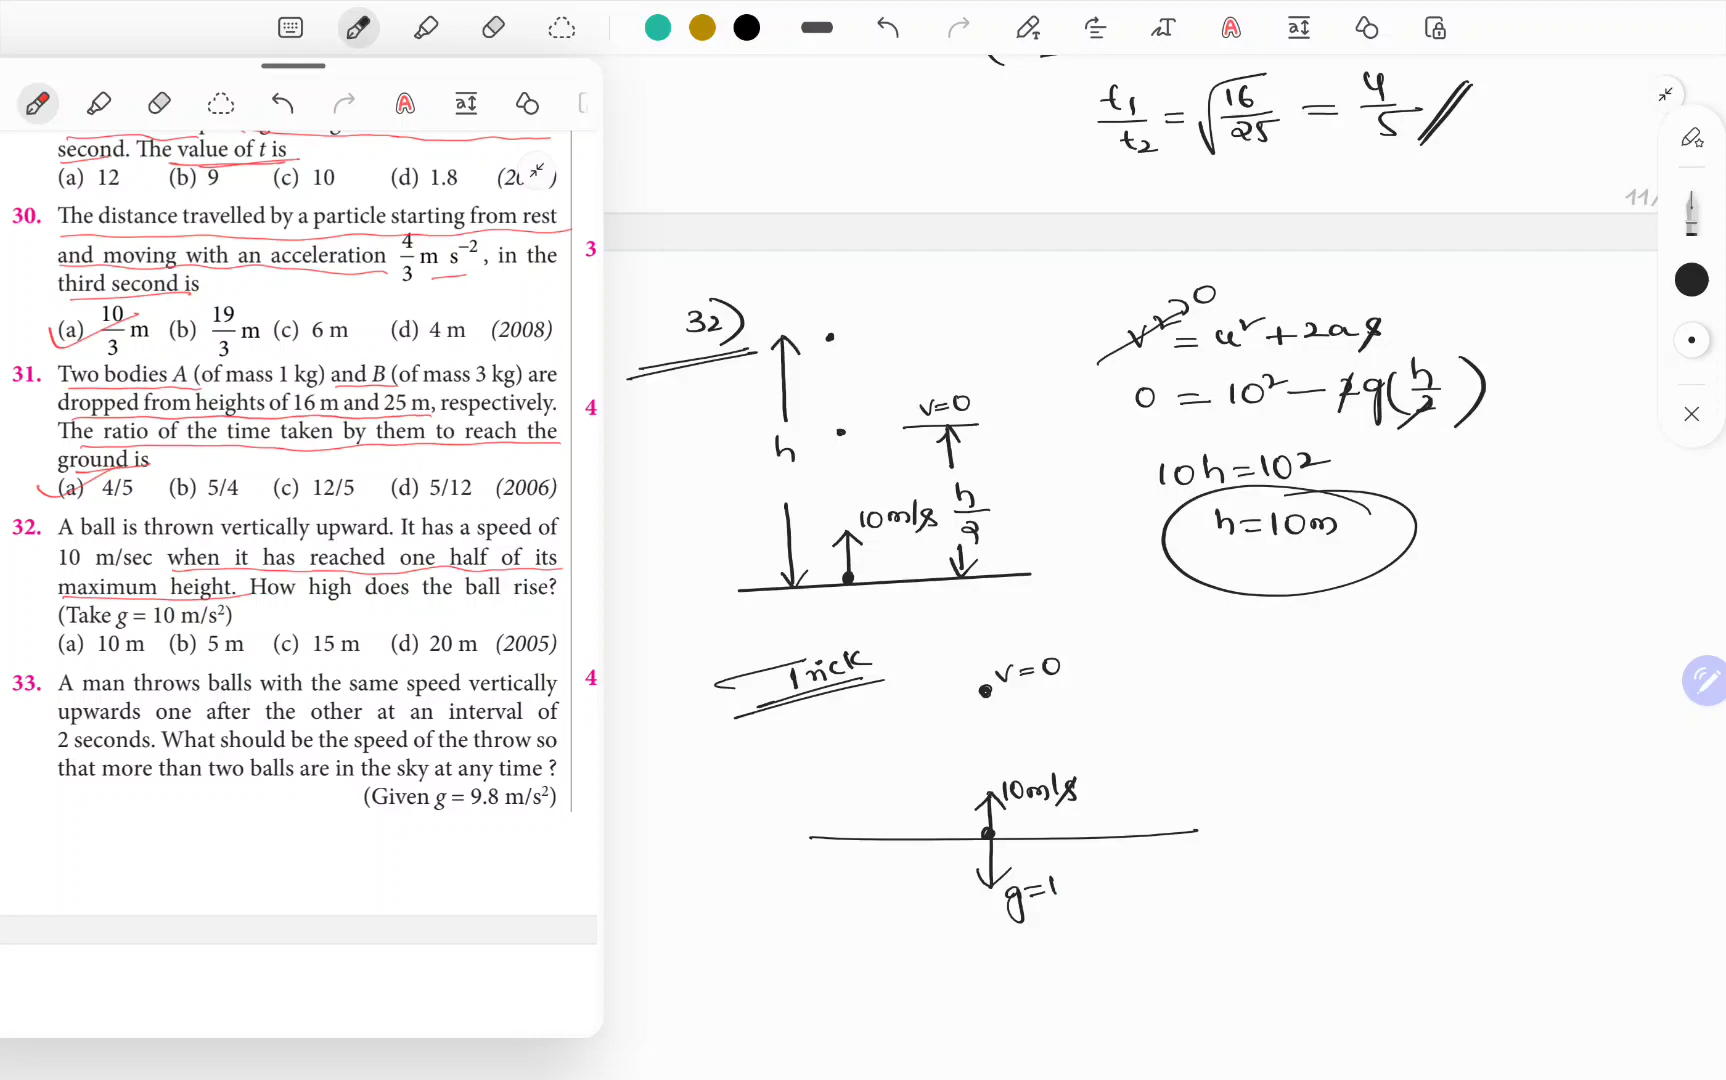 second. The value of t is
(a) 12 (b) 9 (c) 10 (d) 1.8
30. The distance travelled by a particle starting from rest
and moving with an acceleration 4/3 m s⁻², in the
third second is
(a) 10/3 m (b) 19/3 m (c) 6 m (d) 4 m (2008)
31. Two bodies A (of mass 1 kg) and B (of mass 3 kg) are
dropped from heights of 16 m and 25 m, respectively.
The ratio of the time taken by them to reach the
ground is
(a) 4/5 (b) 5/4 (c) 12/5 (d) 5/12 (2006)
32. A ball is thrown vertically upward. It has a speed of
10 m/sec when it has reached one half of its
maximum height. How high does the ball rise?
(Take g = 10 m/s²)
(a) 10 m (b) 5 m (c) 15 m (d) 20 m (2005)
33. A man throws balls with the same speed vertically
upwards one after the other at an interval of
2 seconds. What should be the speed of the throw so
that more than two balls are in the sky at any time ?
(Given g = 9.8 m/s²)
3
4
4
t₁/t₂ = √(16/25) = 4/5
11/
32)
h
v=0
10m/s
h/2
v² = u² + 2as
0
0 = 10² - 2g(h/2)
10h = 10²
h = 10m
Trick
v=0
10m/s
g=1